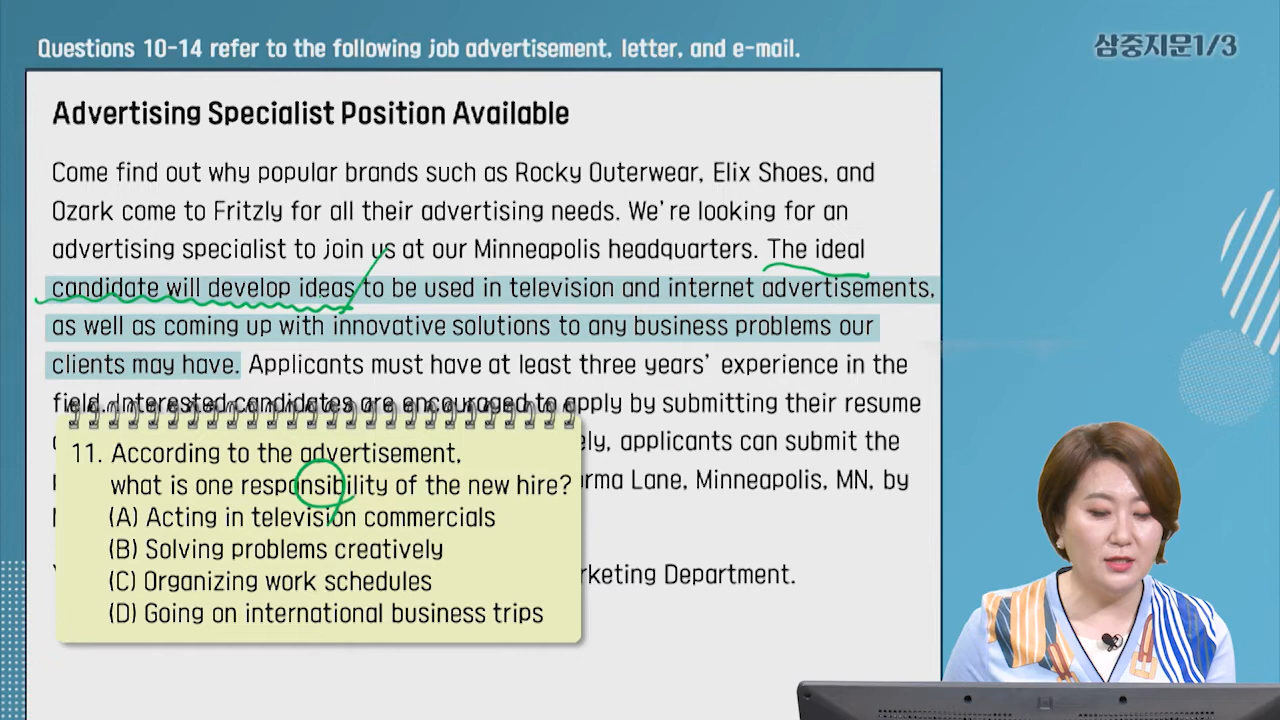 Questions 10-14 refer to the following job advertisement, letter, and e-mail.
삼중지문1/3
Advertising Specialist Position Available
Come find out why popular brands such as Rocky Outerwear, Elix Shoes, and
Ozark come to Fritzly for all their advertising needs. We're looking for an
advertising specialist to join us at our Minneapolis headquarters. The ideal
candidate will develop ideas to be used in television and internet advertisements,
as well as coming up with innovative solutions to any business problems our
clients may have. Applicants must have at least three years' experience in the
field. Interested candidates are encouraged to apply by submitting their resume
applicants can submit the
Lane, Minneapolis, MN, by
Department.
11. According to the advertisement,
what is one responsibility of the new hire?
(A) Acting in television commercials
(B) Solving problems creatively
(C) Organizing work schedules
(D) Going on international business trips